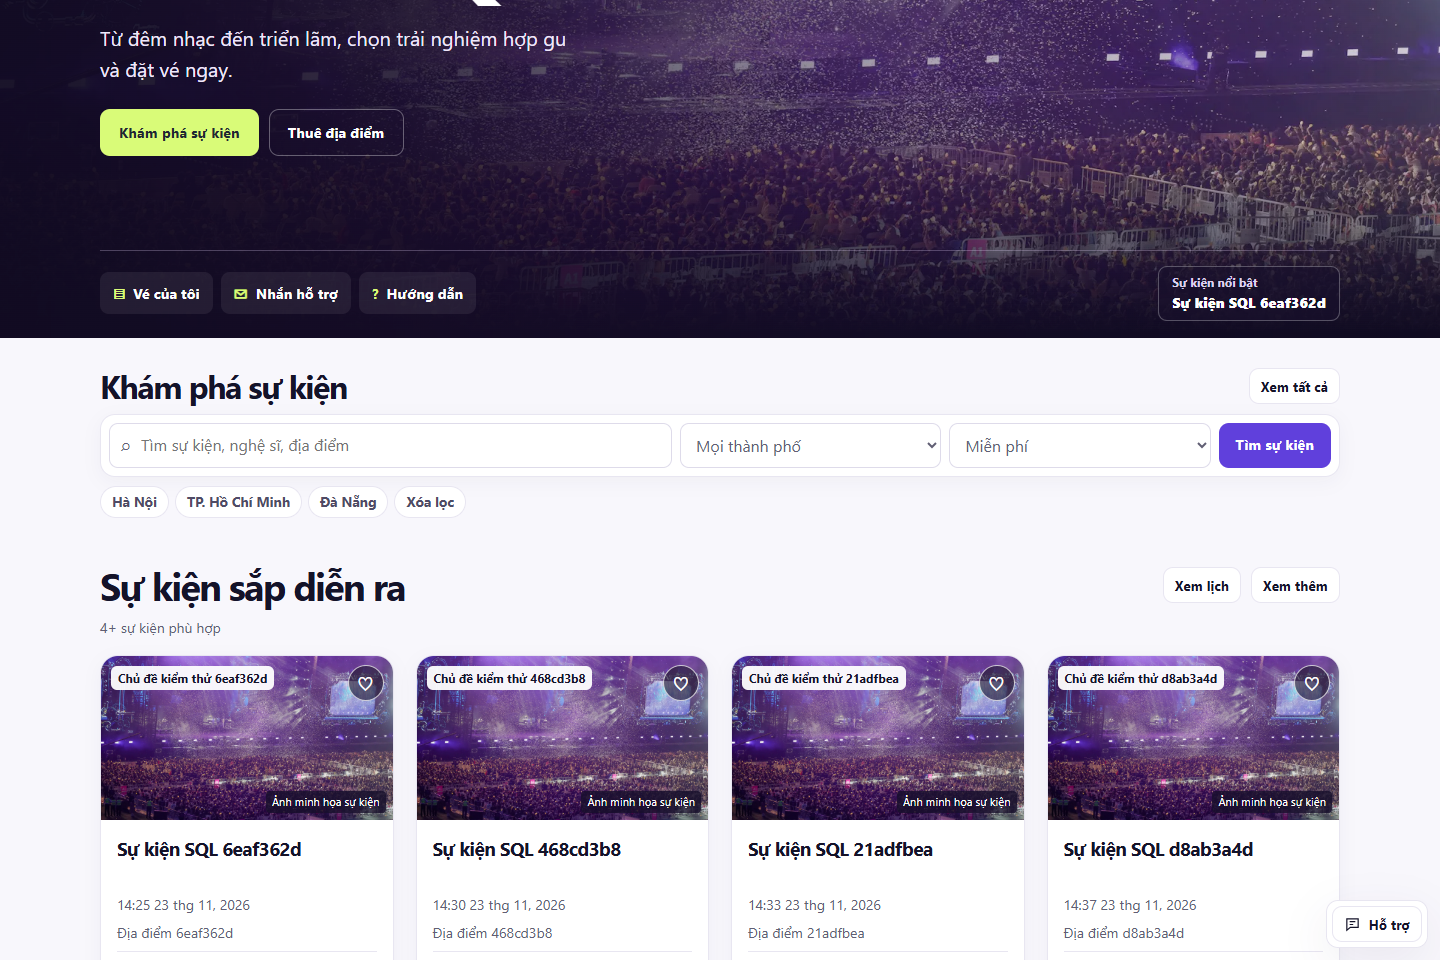 Từ đêm nhạc đến triển lãm, chọn trải nghiệm hợp gu
và đặt vé ngay.
Khám phá sự kiện
Thuê địa điểm
Vé của tôi
Nhắn hỗ trợ
? Hướng dẫn
Sự kiện nổi bật
Sự kiện SQL 6eaf362d
Khám phá sự kiện
Xem tất cả
Tìm sự kiện, nghệ sĩ, địa điểm
Mọi thành phố
Miễn phí
Tìm sự kiện
Hà Nội
TP. Hồ Chí Minh
Đà Nẵng
Xóa lọc
Sự kiện sắp diễn ra
Xem lịch
Xem thêm
4+ sự kiện phù hợp
Chủ đề kiểm thử 6eaf362d
Ảnh minh họa sự kiện
Sự kiện SQL 6eaf362d
14:25 23 thg 11, 2026
Địa điểm 6eaf362d
Chủ đề kiểm thử 468cd3b8
Ảnh minh họa sự kiện
Sự kiện SQL 468cd3b8
14:30 23 thg 11, 2026
Địa điểm 468cd3b8
Chủ đề kiểm thử 21adfbea
Ảnh minh họa sự kiện
Sự kiện SQL 21adfbea
14:33 23 thg 11, 2026
Địa điểm 21adfbea
Chủ đề kiểm thử d8ab3a4d
Ảnh minh họa sự kiện
Sự kiện SQL d8ab3a4d
14:37 23 thg 11, 2026
Địa điểm d8ab3a4d
Hỗ trợ